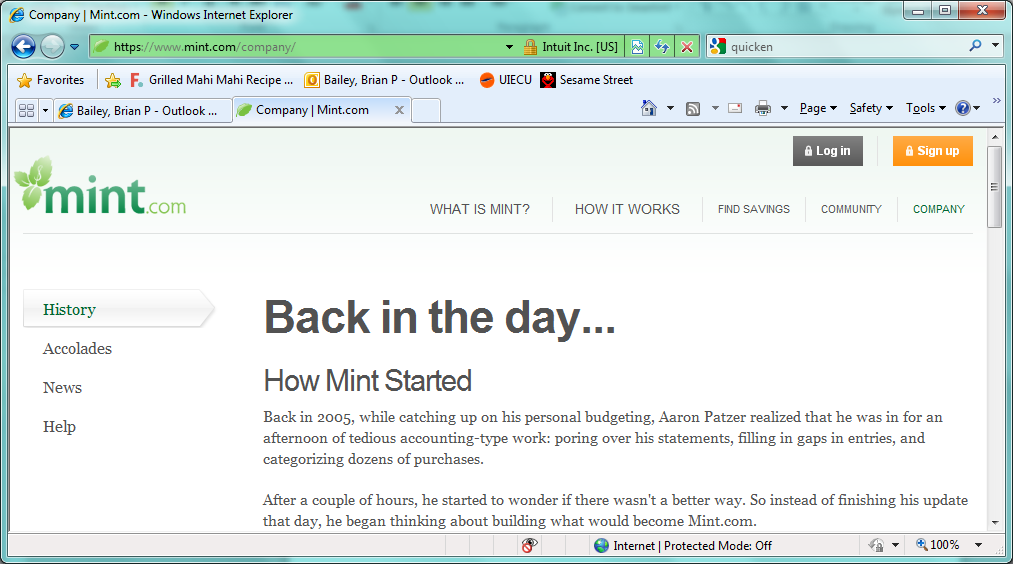 Company | Mint.com - Windows Internet Explorer
https://www.mint.com/company/ Intuit Inc. [US] quicken
Favorites F. Grilled Mahi Mahi Recipe ... Bailey, Brian P - Outlook ... UIECU Sesame Street
Bailey, Brian P - Outlook ... Company | Mint.com Page Safety Tools
Log in Sign up
mint.com
WHAT IS MINT? HOW IT WORKS FIND SAVINGS COMMUNITY COMPANY
History
Accolades
News
Help
Back in the day...
How Mint Started
Back in 2005, while catching up on his personal budgeting, Aaron Patzer realized that he was in for an
afternoon of tedious accounting-type work: poring over his statements, filling in gaps in entries, and
categorizing dozens of purchases.
After a couple of hours, he started to wonder if there wasn't a better way. So instead of finishing his update
that day, he began thinking about building what would become Mint.com.
Internet | Protected Mode: Off 100%